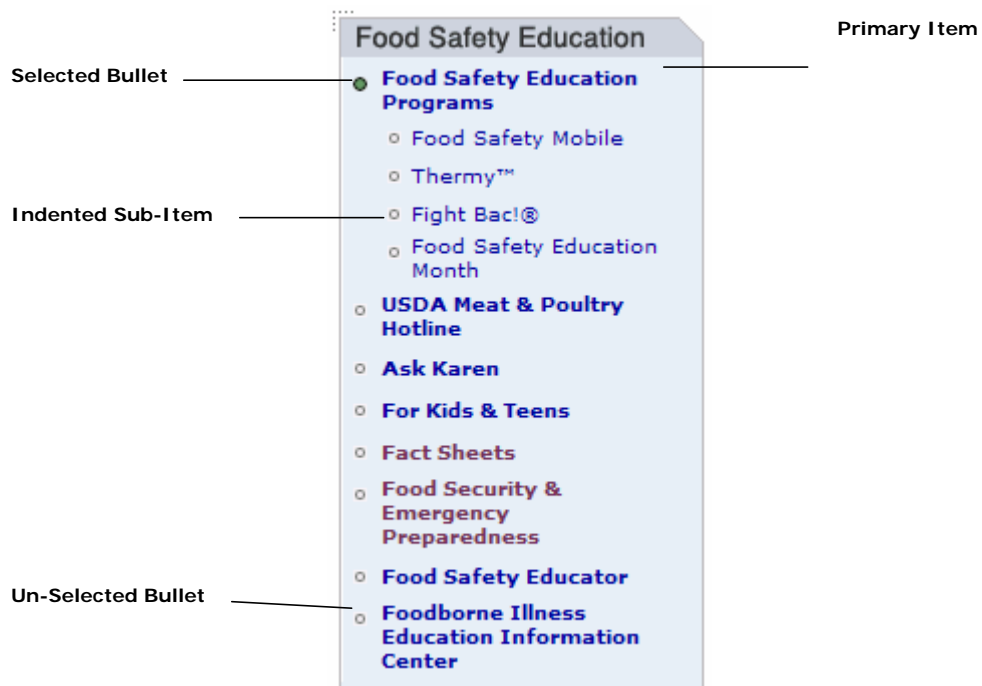 Primary Item
Food Safety Education
Selected Bullet
Food Safety Education
Programs
Food Safety Mobile
Thermy™
Indented Sub-Item
Fight Bac!®
Food Safety Education
Month
USDA Meat & Poultry
Hotline
Ask Karen
For Kids & Teens
Fact Sheets
Food Security &
Emergency
Preparedness
Food Safety Educator
Un-Selected Bullet
Foodborne Illness
Education Information
Center